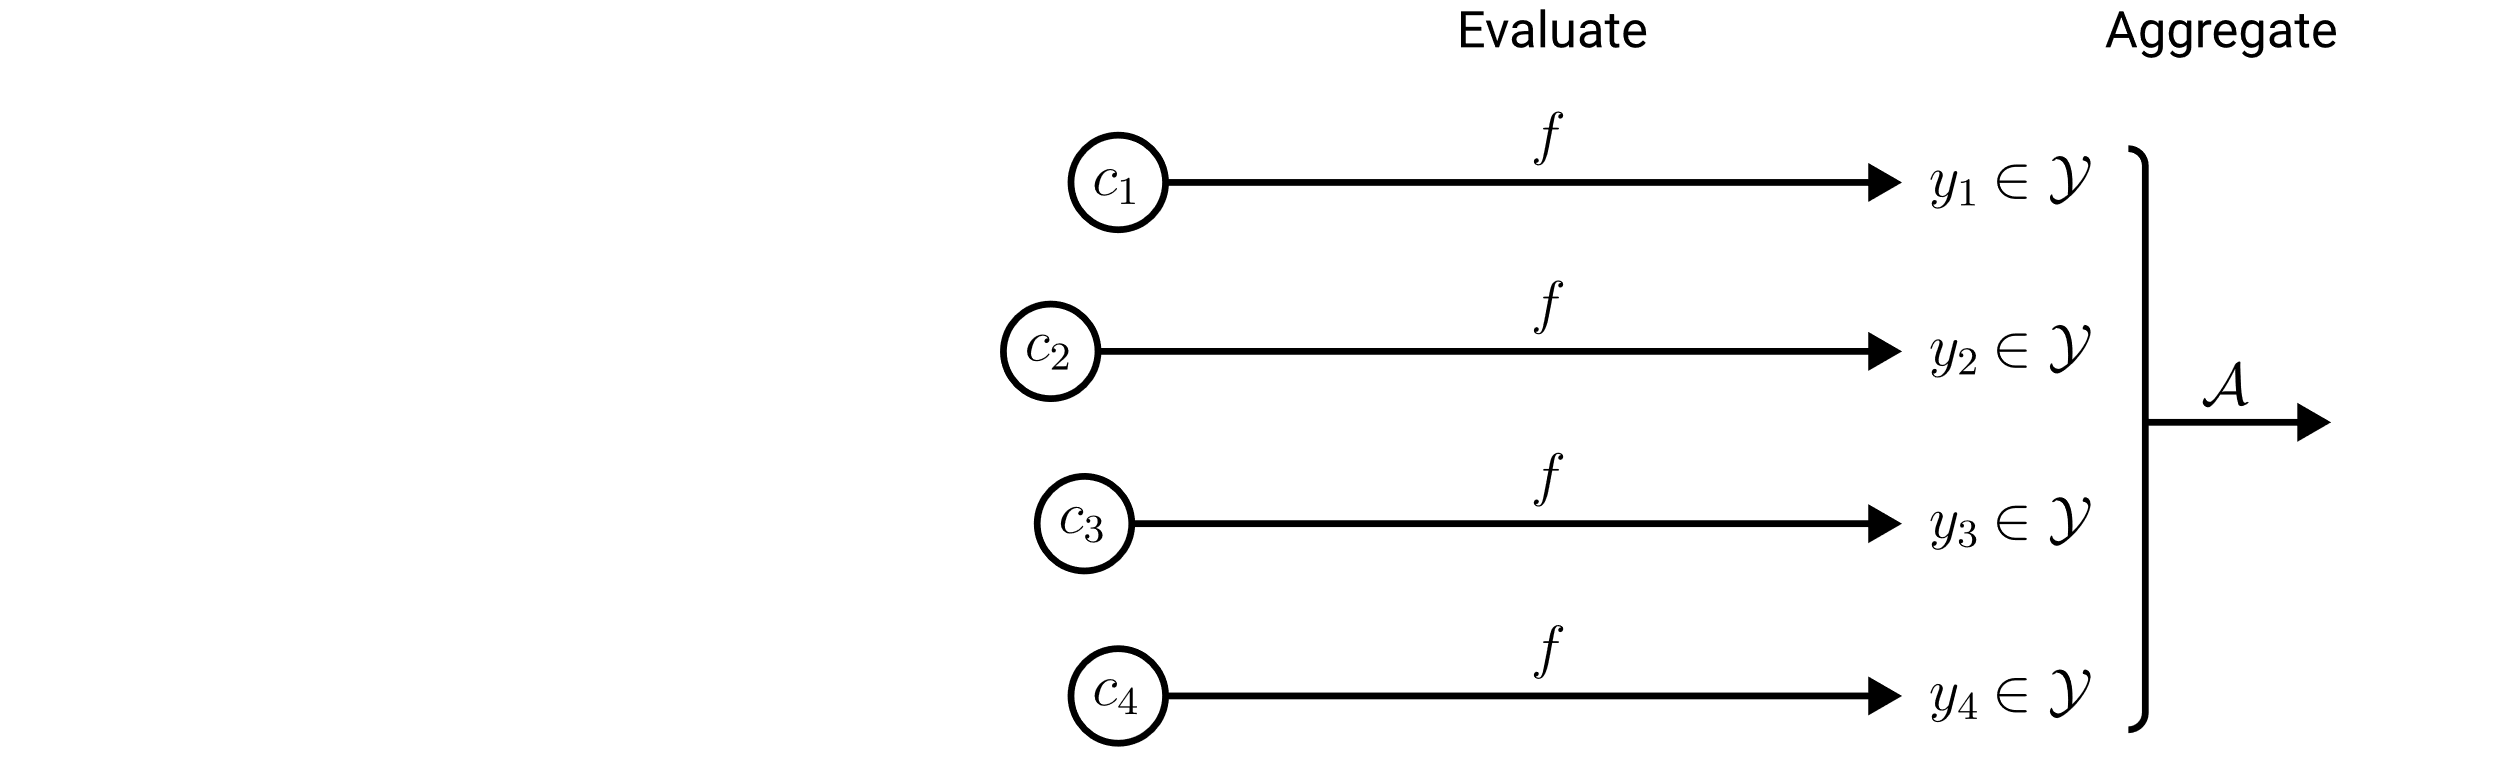 Evaluate Aggregate
f
c₁ y₁ ∈ 𝒴
f
c₂ y₂ ∈ 𝒴
𝒜
f
c₃ y₃ ∈ 𝒴
f
c₄ y₄ ∈ 𝒴